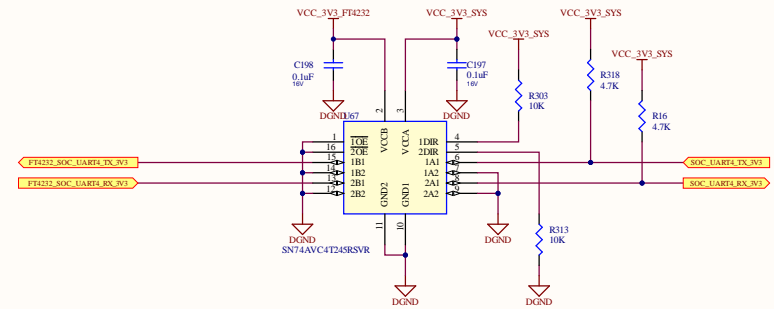 VCC_3V3_FT4232
VCC_3V3_SYS
VCC_3V3_SYS
VCC_3V3_SYS
VCC_3V3_SYS
C198
0.1uF
16V
C197
0.1uF
16V
R303
10K
R318
4.7K
R16
4.7K
DGND
DGND
U67
2
3
VCCB
VCCA
1
16
15
14
13
12
1OE
2OE
1B1
1B2
2B1
2B2
1DIR
2DIR
1A1
1A2
2A1
2A2
4
5
6
7
8
9
GND2
GND1
11
10
FT4232_SOC_UART4_TX_3V3
FT4232_SOC_UART4_RX_3V3
SOC_UART4_TX_3V3
SOC_UART4_RX_3V3
DGND
SN74AVC4T245RSVR
DGND
R313
10K
DGND
DGND